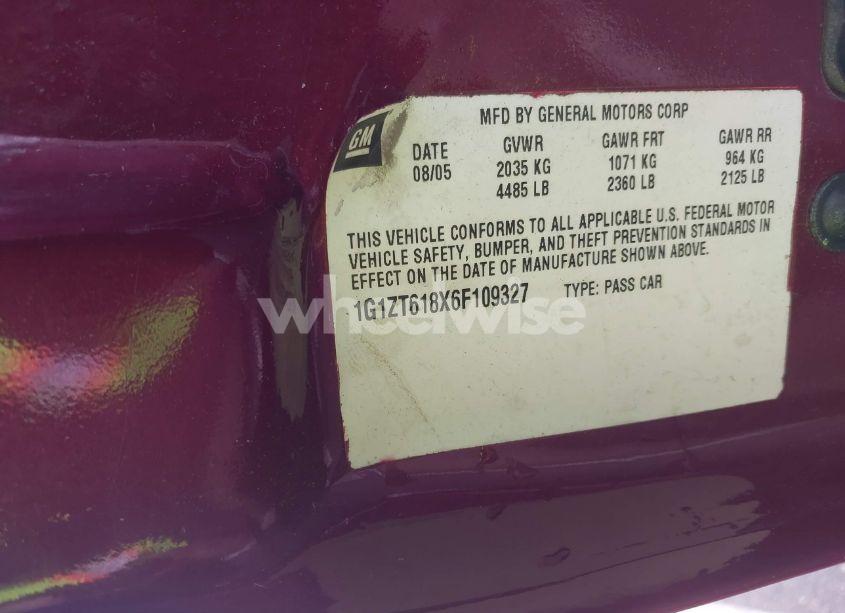 GM
MFD BY GENERAL MOTORS CORP
DATE GVWR GAWR FRT GAWR RR
08/05 2035 KG 1071 KG 964 KG
4485 LB 2360 LB 2125 LB
THIS VEHICLE CONFORMS TO ALL APPLICABLE U.S. FEDERAL MOTOR
VEHICLE SAFETY, BUMPER, AND THEFT PREVENTION STANDARDS IN
EFFECT ON THE DATE OF MANUFACTURE SHOWN ABOVE.
1G1ZT618X6F109327 TYPE: PASS CAR
wheelwise